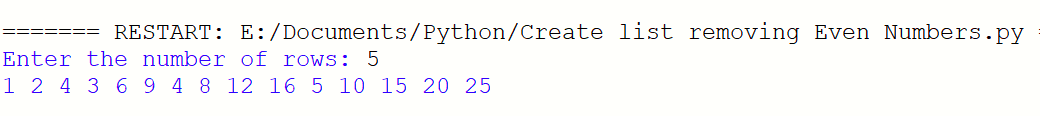 ======= RESTART: E:/Documents/Python/Create list removing Even Numbers.py =
Enter the number of rows: 5
1 2 4 3 6 9 4 8 12 16 5 10 15 20 25